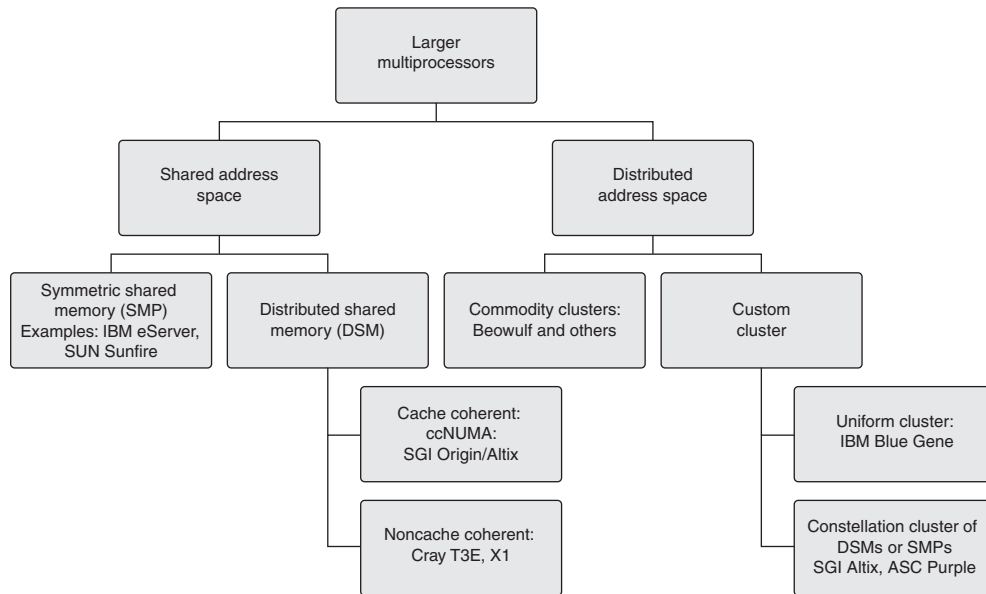 Larger
multiprocessors
Shared address
space
Distributed
address space
Symmetric shared
memory (SMP)
Examples: IBM eServer,
SUN Sunfire
Distributed shared
memory (DSM)
Commodity clusters:
Beowulf and others
Custom
cluster
Cache coherent:
ccNUMA:
SGI Origin/Altix
Uniform cluster:
IBM Blue Gene
Noncache coherent:
Cray T3E, X1
Constellation cluster of
DSMs or SMPs
SGI Altix, ASC Purple